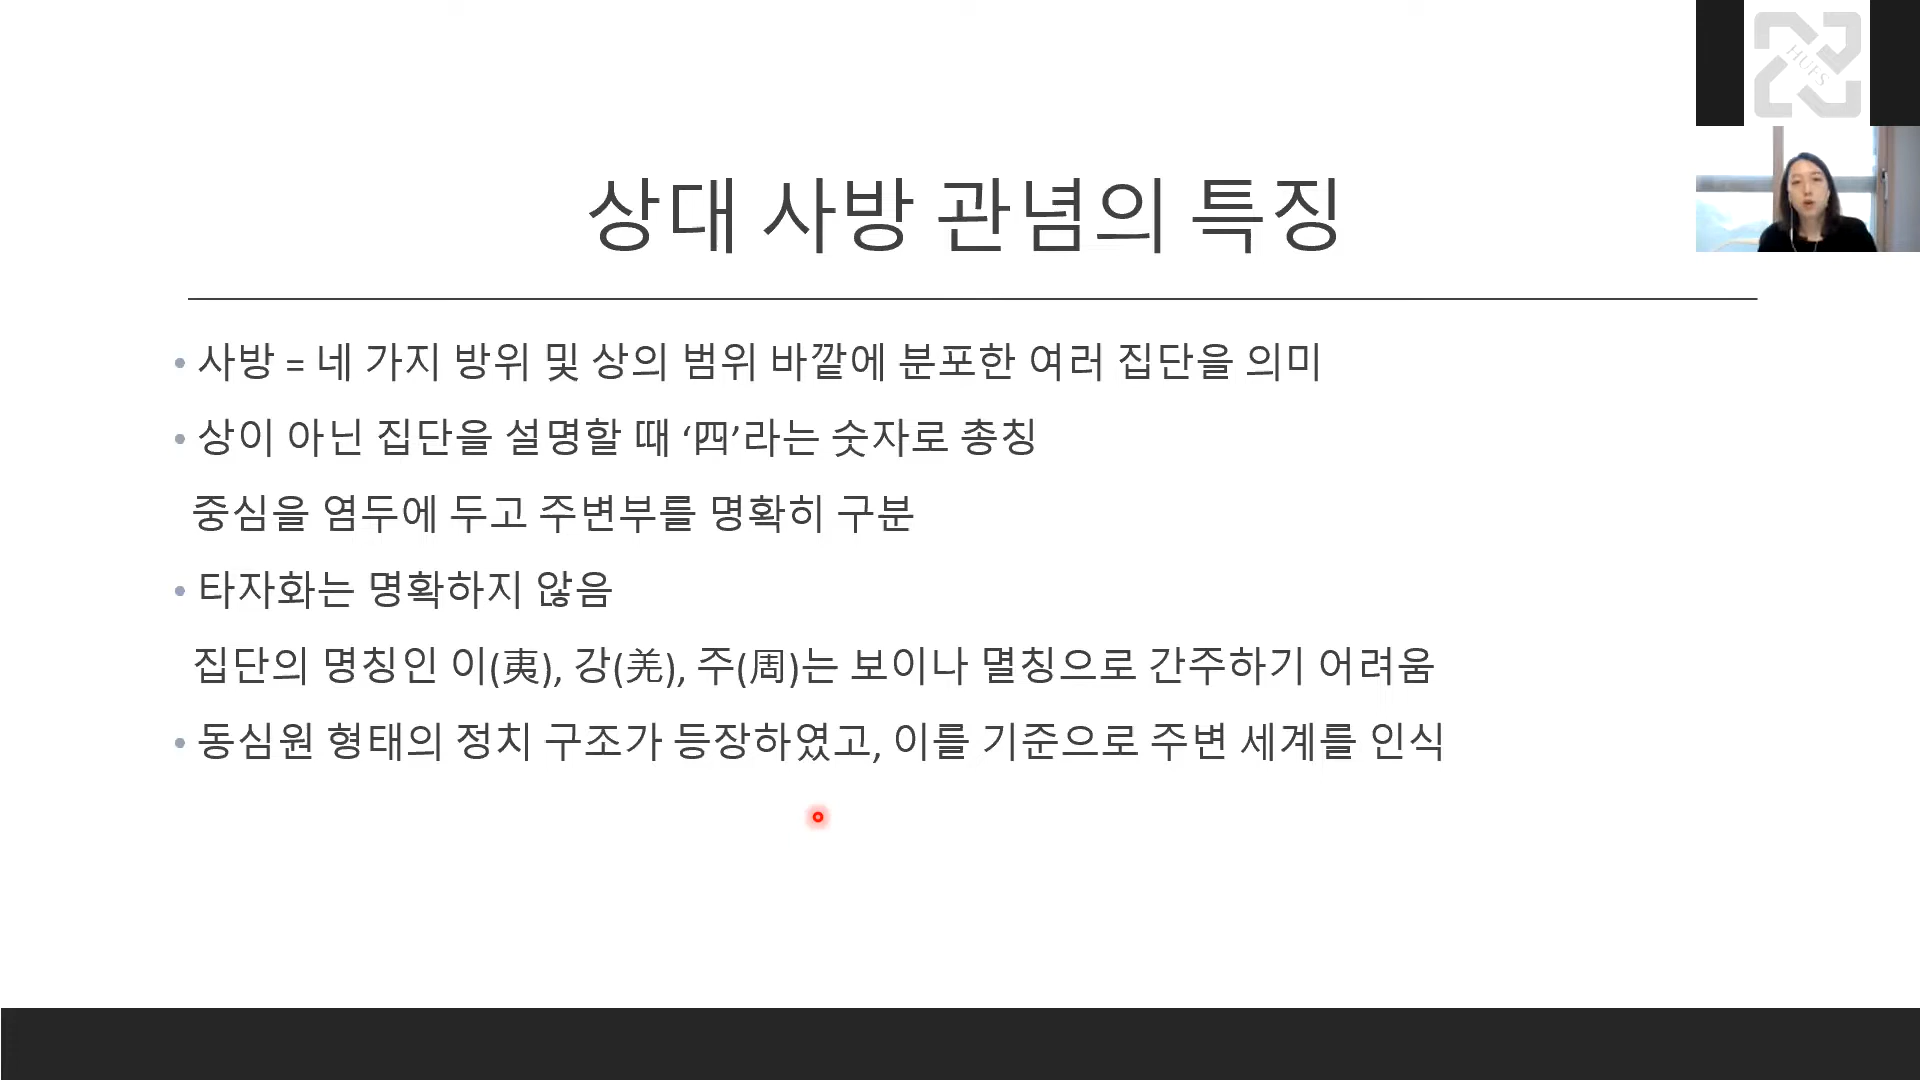 HUFS
상대 사방 관념의 특징
• 사방 = 네 가지 방위 및 상의 범위 바깥에 분포한 여러 집단을 의미
• 상이 아닌 집단을 설명할 때 ‘四’라는 숫자로 총칭
중심을 염두에 두고 주변부를 명확히 구분
• 타자화는 명확하지 않음
집단의 명칭인 이(夷), 강(羌), 주(周)는 보이나 멸칭으로 간주하기 어려움
• 동심원 형태의 정치 구조가 등장하였고, 이를 기준으로 주변 세계를 인식